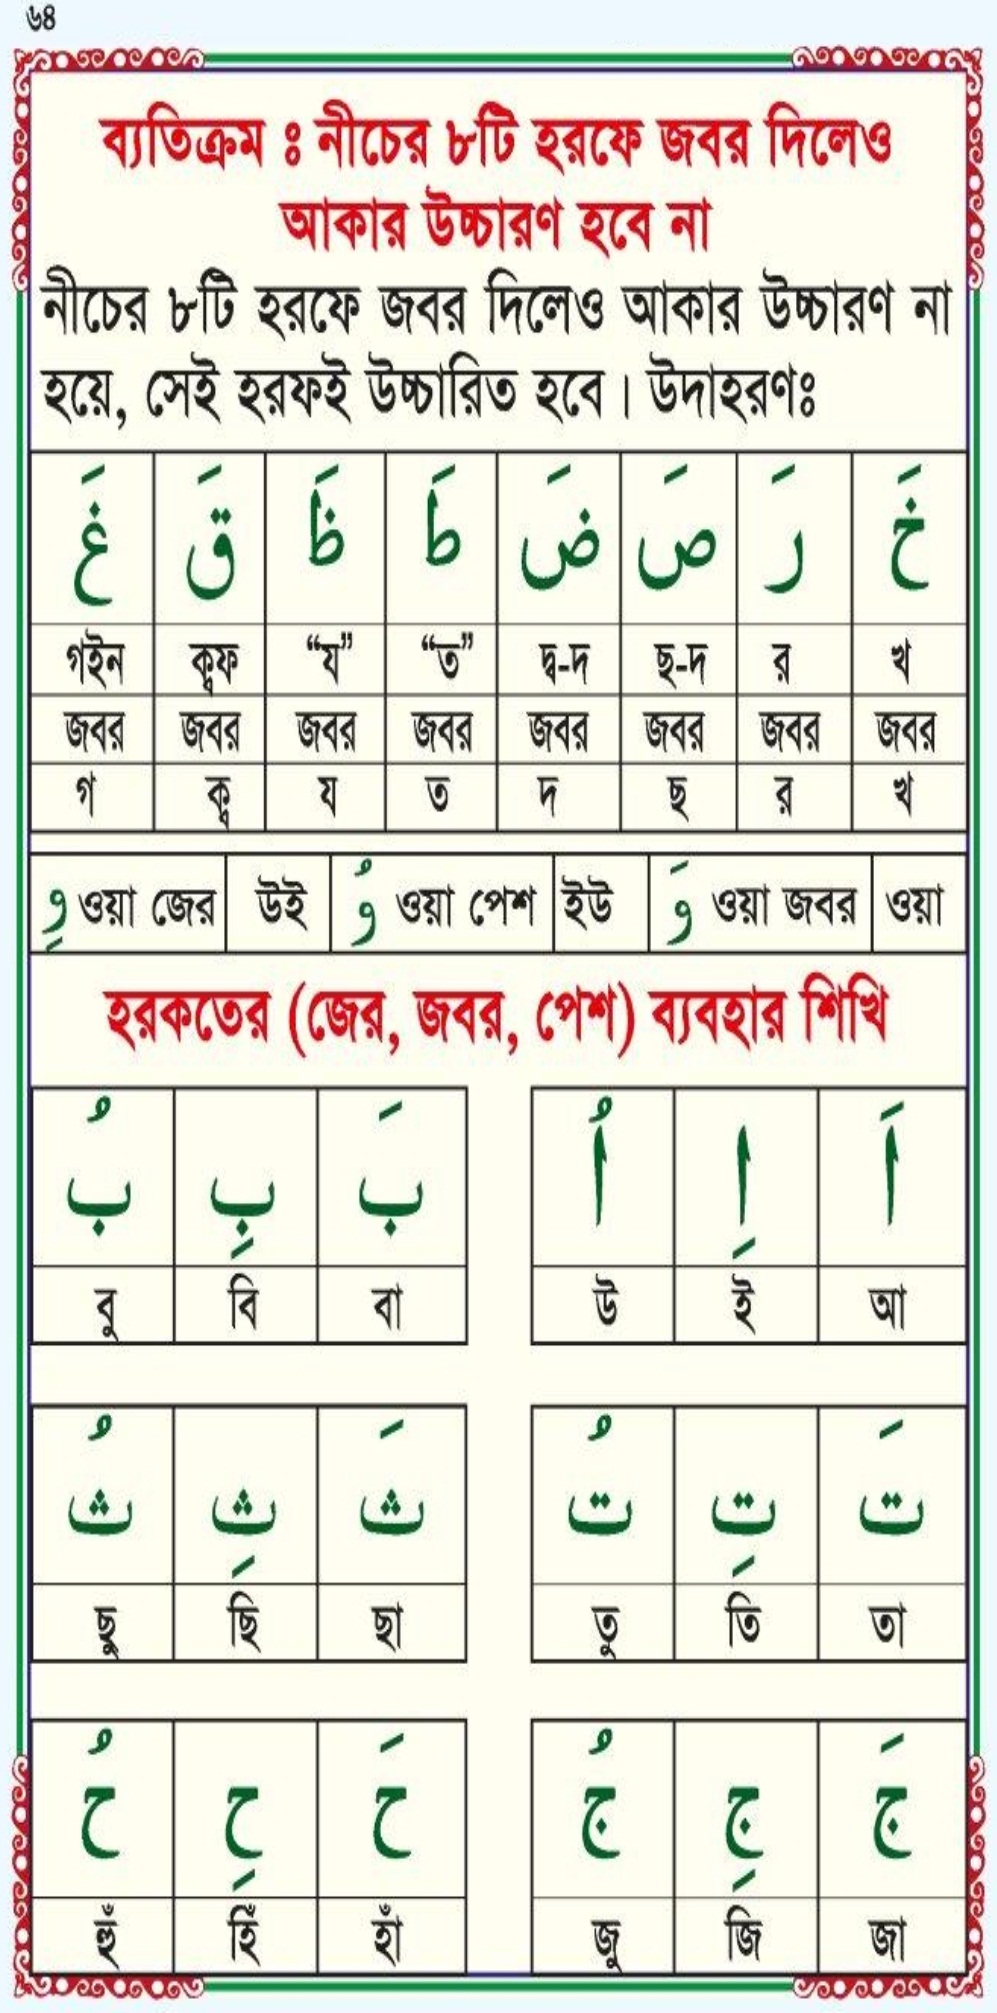 ৬৪
ব্যতিক্রম ঃ নীচের ৮টি হরফে জবর দিলেও
আকার উচ্চারণ হবে না
নীচের ৮টি হরফে জবর দিলেও আকার উচ্চারণ না
হয়ে, সেই হরফই উচ্চারিত হবে। উদাহরণঃ
غَ قَ ظَ طَ ضَ صَ رَ خَ
গইন ক্বফ “য” “ত” দ্ব-দ ছ-দ র খ
জবর জবর জবর জবর জবর জবর জবর জবর
গ ক্ব য ত দ ছ র খ
وِ ওয়া জের উই وُ ওয়া পেশ ইউ وَ ওয়া জবর ওয়া
হরকতের (জের, জবর, পেশ) ব্যবহার শিখি
بُ بِ بَ اُ اِ اَ
বু বি বা উ ই আ
ثُ ثِ ثَ تُ تِ تَ
ছু ছি ছা তু তি তা
حُ حِ حَ جُ جِ جَ
হুঁ হিঁ হাঁ জু জি জা